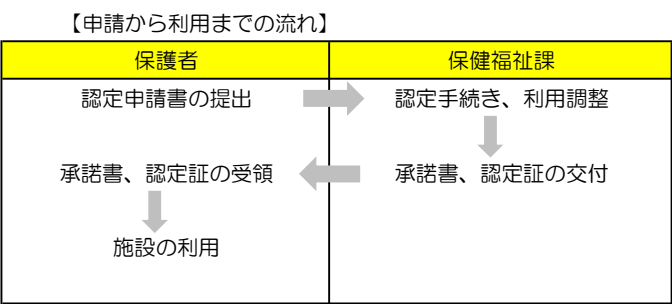 【申請から利用までの流れ】
保護者 保健福祉課
認定申請書の提出 認定手続き、利用調整
承諾書、認定証の受領 承諾書、認定証の交付
施設の利用